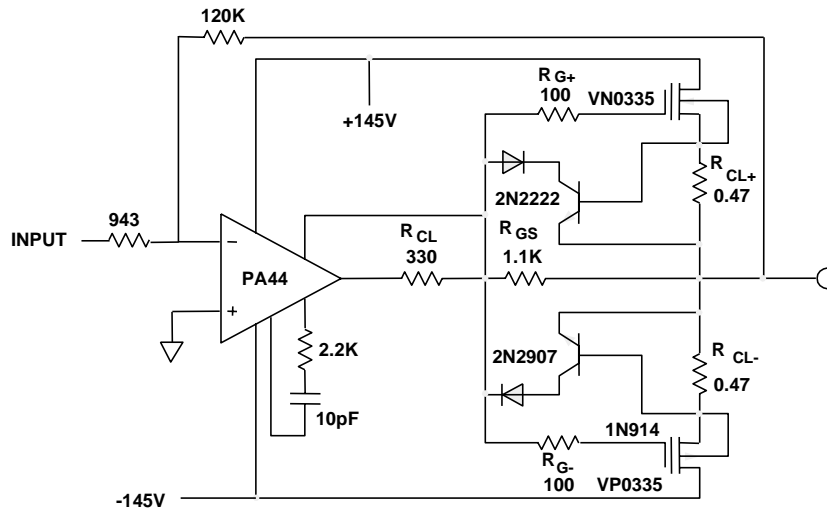 120K
R G+
100
VN0335
+145V
2N2222
R CL+
0.47
943
INPUT
R CL
330
R GS
1.1K
−
PA44
+
2.2K
2N2907
R CL-
0.47
10pF
1N914
R G-
100
VP0335
-145V